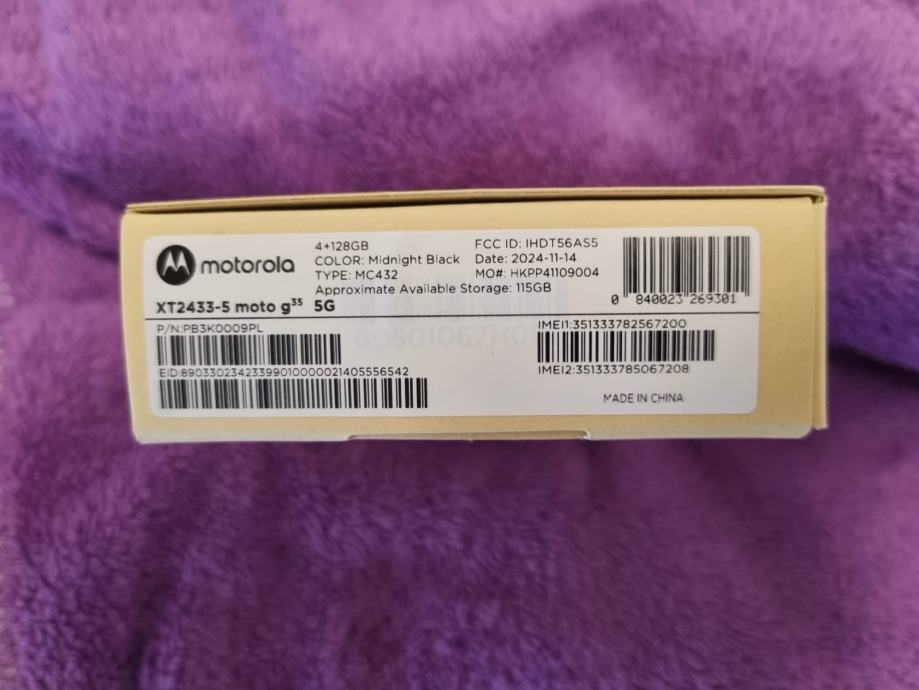 motorola
4+128GB
COLOR: Midnight Black
TYPE: MC432
Approximate Available Storage: 115GB
FCC ID: IHDT56AS5
Date: 2024-11-14
MO#: HKPP41109004
0 840023 269301
XT2433-5 moto g35 5G
P/N:PB3K0009PL
EID:89033023423399010000021405556542
IMEI1:351333782567200
IMEI2:351333785067208
MADE IN CHINA